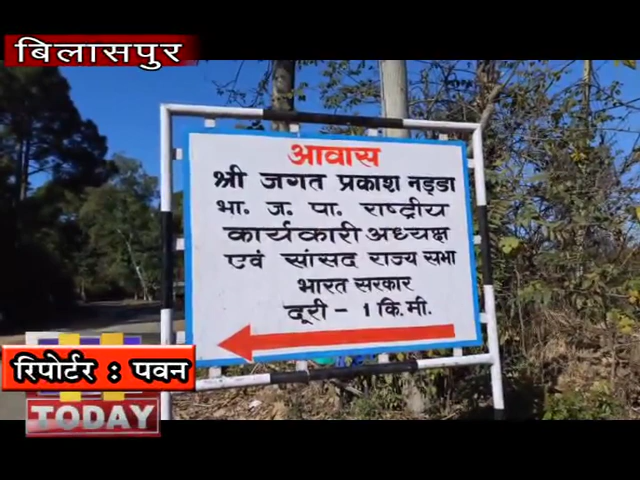 बिलासपुर
आवास
श्री जगत प्रकाश नड्डा
भा. ज. पा. राष्ट्रीय
कार्यकारी अध्यक्ष
एवं सांसद राज्य सभा
भारत सरकार
दूरी - 1 कि.मी.
रिपोर्टर : पवन
TODAY